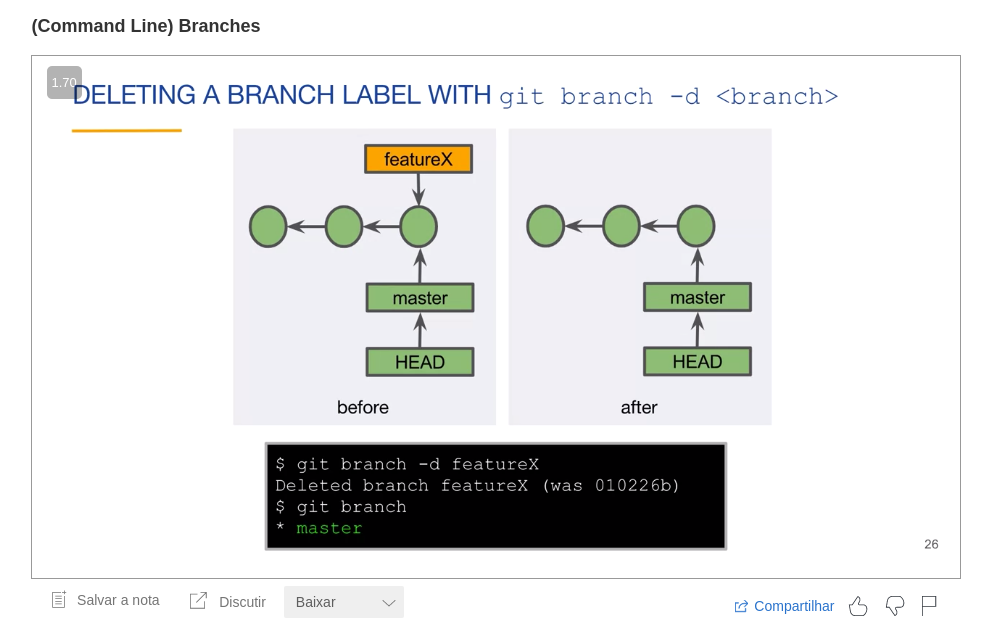 (Command Line) Branches
1.70
DELETING A BRANCH LABEL WITH git branch -d <branch>
featureX
master
HEAD
before
master
HEAD
after
$ git branch -d featureX
Deleted branch featureX (was 010226b)
$ git branch
* master
26
Salvar a nota
Discutir
Baixar
Compartilhar